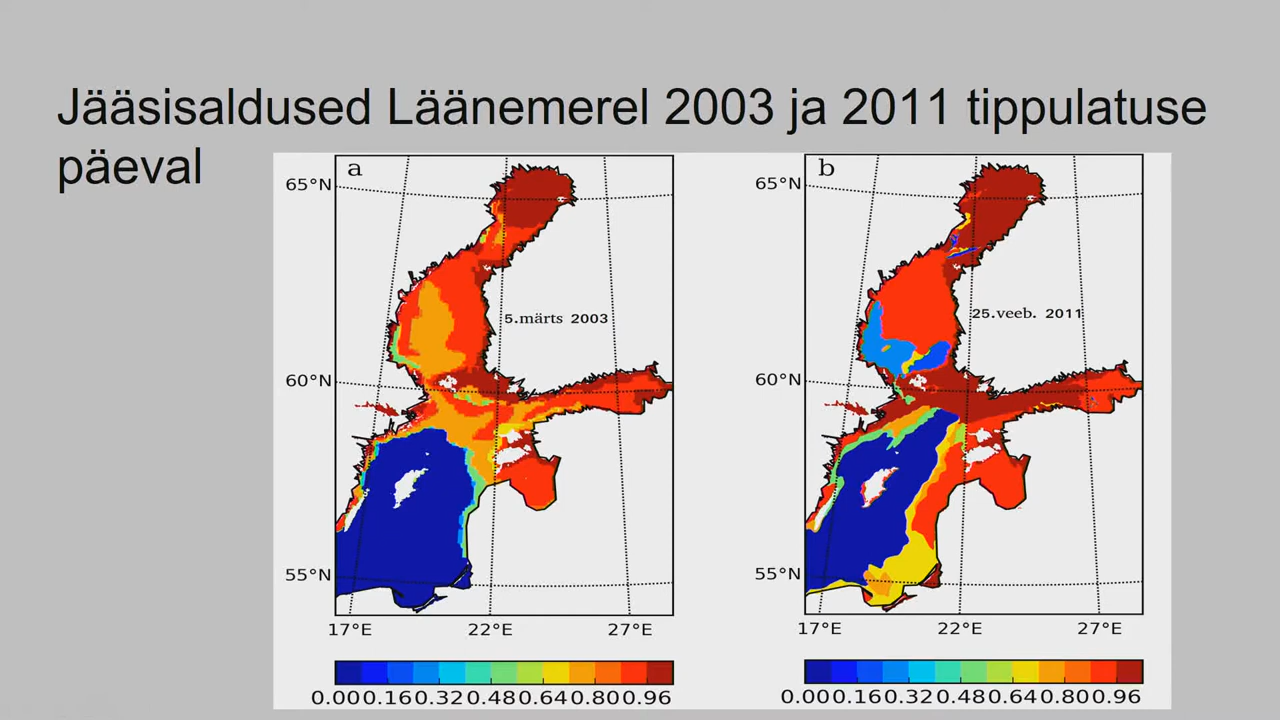 Jääsisaldused Läänemerel 2003 ja 2011 tippulatuse
päeval
a
65°N
60°N
55°N
5.märts 2003
17°E 22°E 27°E
0.000.160.320.480.640.800.96
b
65°N
60°N
55°N
25.veeb. 2011
17°E 22°E 27°E
0.000.160.320.480.640.800.96